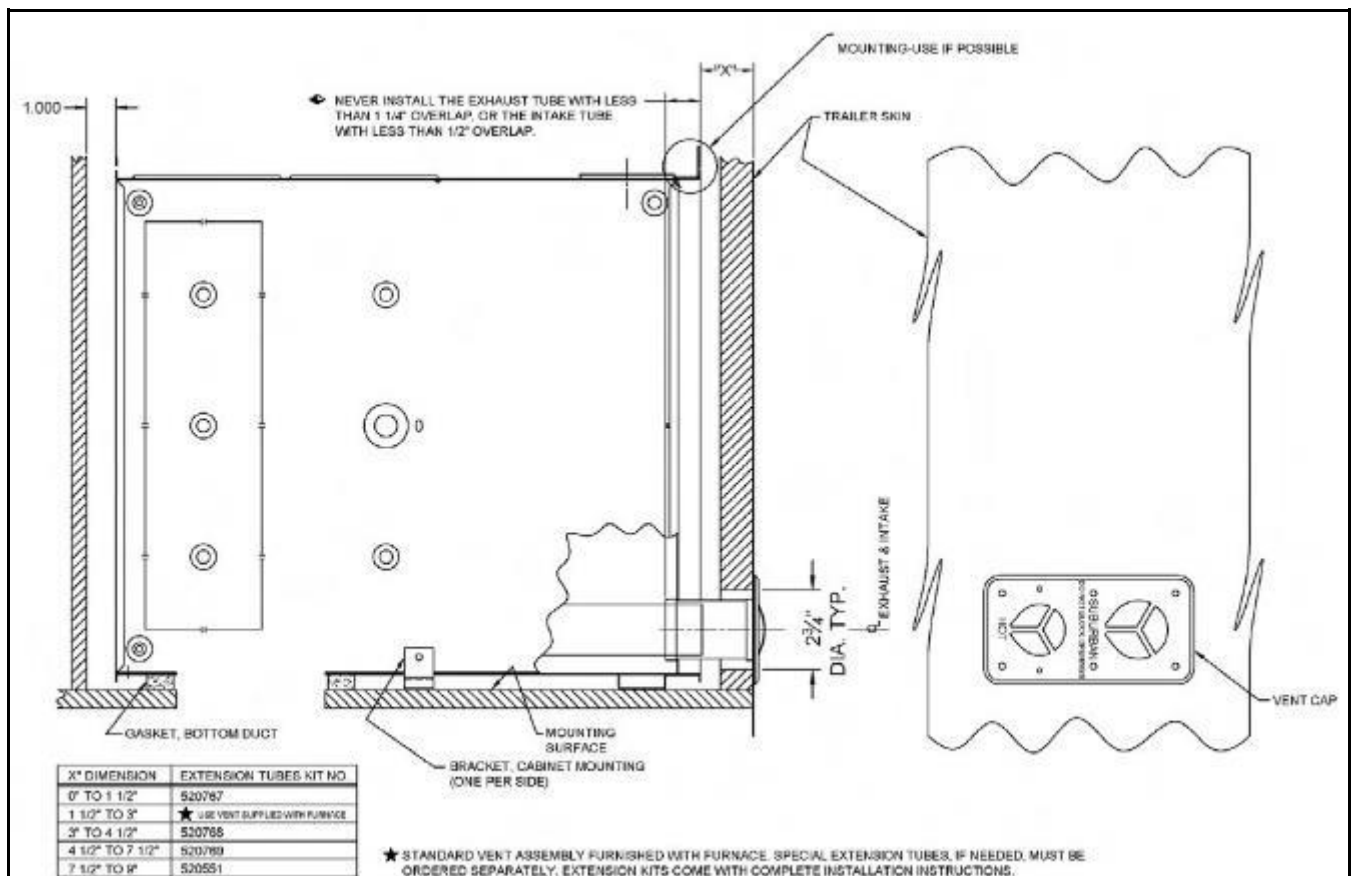 MOUNTING-USE IF POSSIBLE
"X"
1.000
NEVER INSTALL THE EXHAUST TUBE WITH LESS
THAN 1 1/4" OVERLAP, OR THE INTAKE TUBE
WITH LESS THAN 1/2" OVERLAP.
TRAILER SKIN
EXHAUST & INTAKE
2¾"
DIA. TYP.
HOT
SUBURBAN
VENT CAP
GASKET, BOTTOM DUCT
MOUNTING
SURFACE
BRACKET, CABINET MOUNTING
(ONE PER SIDE)
X" DIMENSION EXTENSION TUBES KIT NO
0" TO 1 1/2" 520767
1 1/2" TO 3" ★ USE VENT SUPPLIED WITH FURNACE
3" TO 4 1/2" 520768
4 1/2" TO 7 1/2" 520769
7 1/2" TO 9" 520551
★ STANDARD VENT ASSEMBLY FURNISHED WITH FURNACE. SPECIAL EXTENSION TUBES, IF NEEDED, MUST BE
ORDERED SEPARATELY. EXTENSION KITS COME WITH COMPLETE INSTALLATION INSTRUCTIONS.